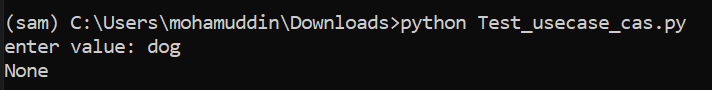 (sam) C:\Users\mohamuddin\Downloads>python Test_usecase_cas.py
enter value: dog
None